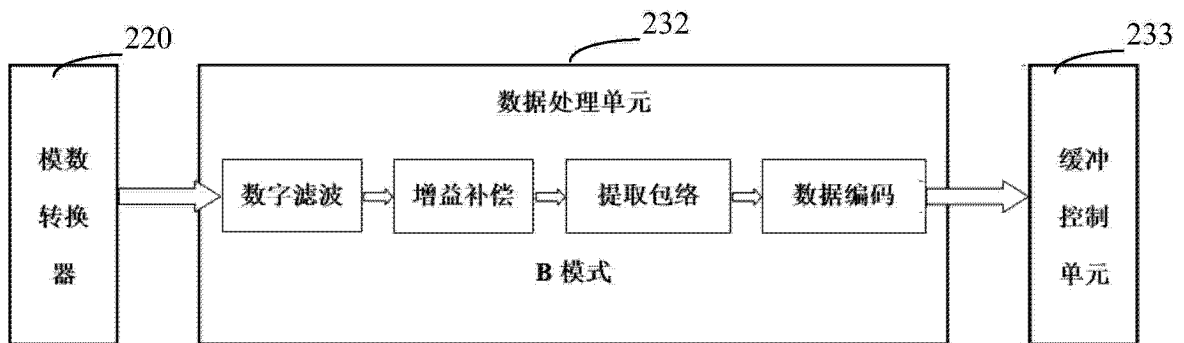 220
232
233
模数
转换
器
数据处理单元
数字滤波
增益补偿
提取包络
数据编码
B 模式
缓冲
控制
单元